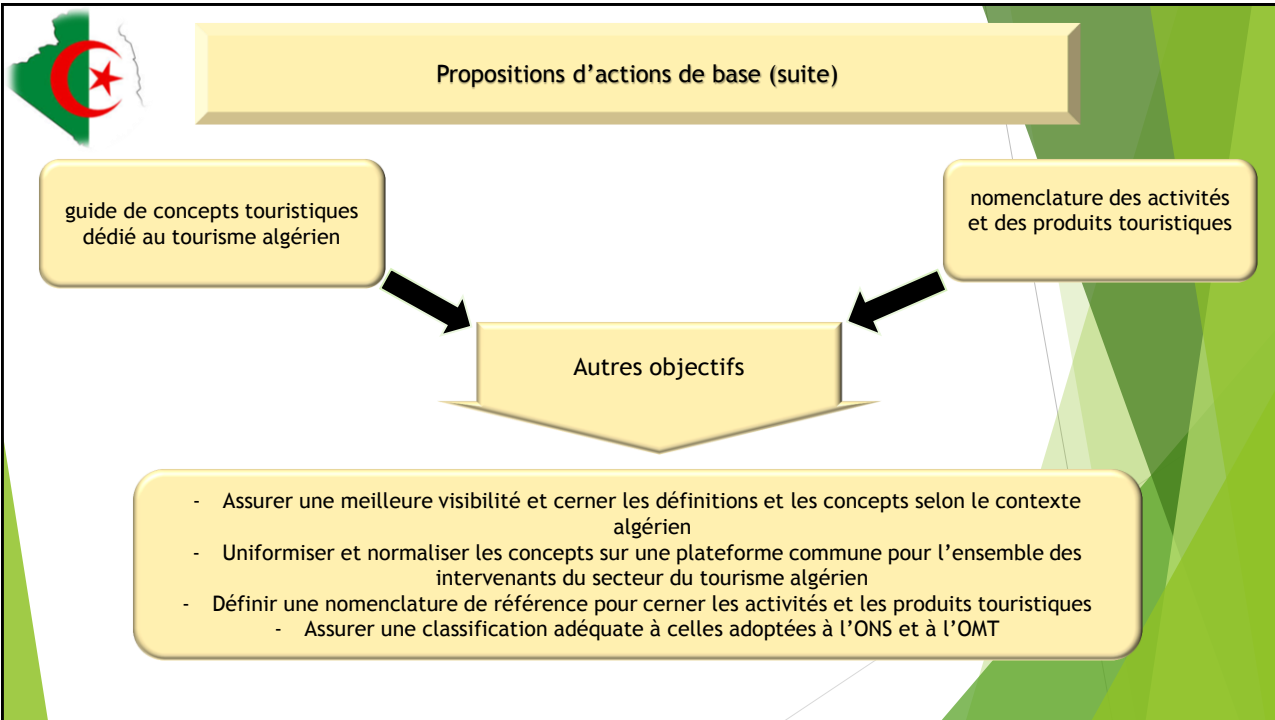 Propositions d’actions de base (suite)
guide de concepts touristiques
dédié au tourisme algérien
nomenclature des activités
et des produits touristiques
Autres objectifs
- Assurer une meilleure visibilité et cerner les définitions et les concepts selon le contexte
algérien
- Uniformiser et normaliser les concepts sur une plateforme commune pour l’ensemble des
intervenants du secteur du tourisme algérien
- Définir une nomenclature de référence pour cerner les activités et les produits touristiques
- Assurer une classification adéquate à celles adoptées à l’ONS et à l’OMT